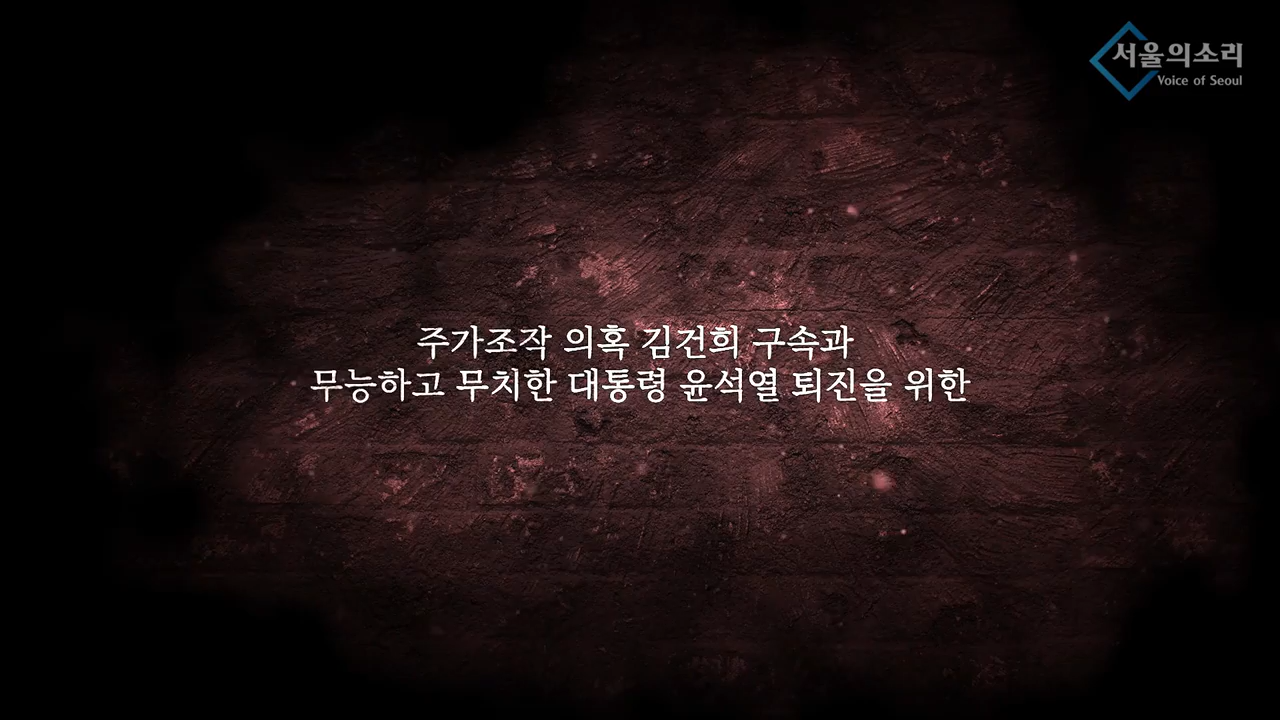 서울의소리
Voice of Seoul
주가조작 의혹 김건희 구속과
무능하고 무치한 대통령 윤석열 퇴진을 위한